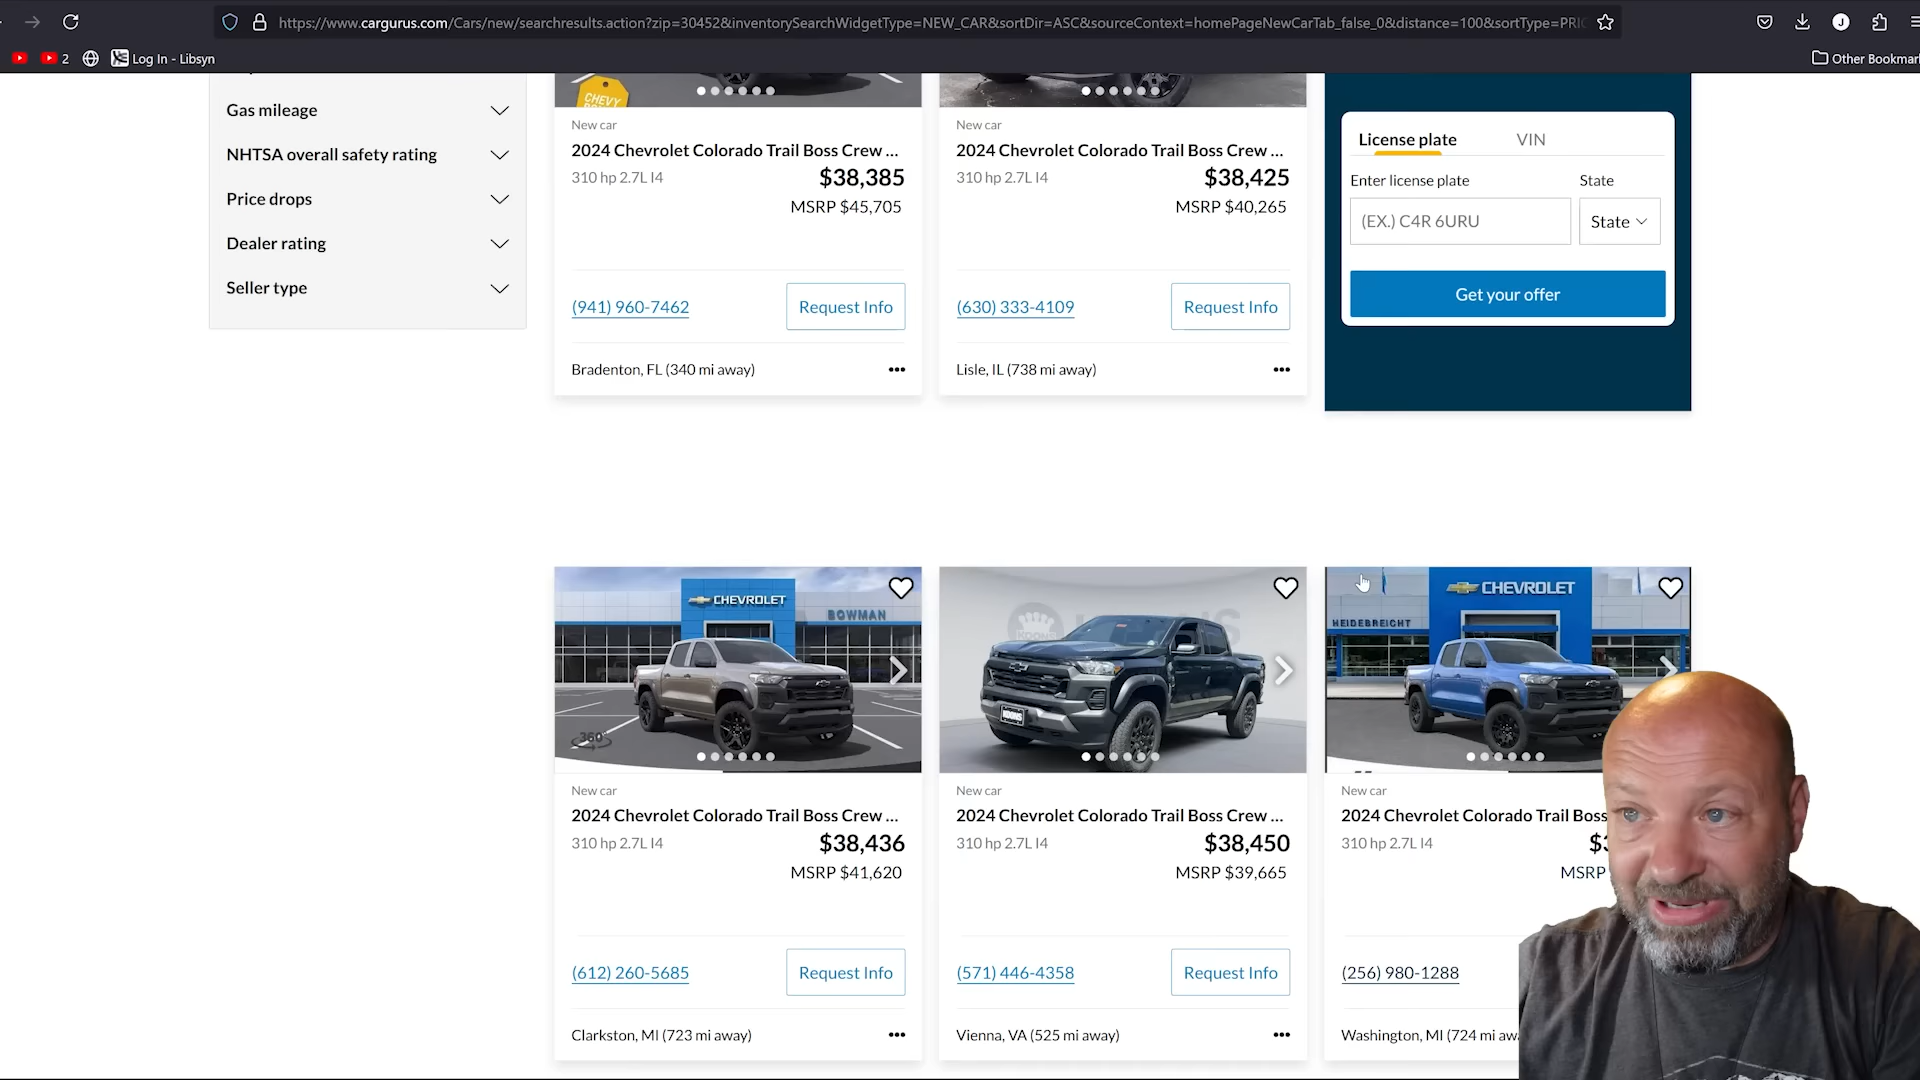 https://www.cargurus.com/Cars/new/searchresults.action?zip=30452&inventorySearchWidgetType=NEW_CAR&sortDir=ASC&sourceContext=homePageNewCarTab_false_0&distance=100&sortType=PRI
2
Log In - Libsyn
Other Bookmar
Gas mileage
NHTSA overall safety rating
Price drops
Dealer rating
Seller type
CHEVY
New car
2024 Chevrolet Colorado Trail Boss Crew ...
310 hp 2.7L I4
$38,385
MSRP $45,705
(941) 960-7462
Request Info
Bradenton, FL (340 mi away)
New car
2024 Chevrolet Colorado Trail Boss Crew ...
310 hp 2.7L I4
$38,425
MSRP $40,265
(630) 333-4109
Request Info
Lisle, IL (738 mi away)
License plate
VIN
Enter license plate
State
(EX.) C4R 6URU
State
Get your offer
CHEVROLET
BOWMAN
360°
New car
2024 Chevrolet Colorado Trail Boss Crew ...
310 hp 2.7L I4
$38,436
MSRP $41,620
(612) 260-5685
Request Info
Clarkston, MI (723 mi away)
KOONS
New car
2024 Chevrolet Colorado Trail Boss Crew ...
310 hp 2.7L I4
$38,450
MSRP $39,665
(571) 446-4358
Request Info
Vienna, VA (525 mi away)
CHEVROLET
HEIDEBREICHT
New car
2024 Chevrolet Colorado Trail Boss
310 hp 2.7L I4
MSRP
(256) 980-1288
Washington, MI (724 mi aw